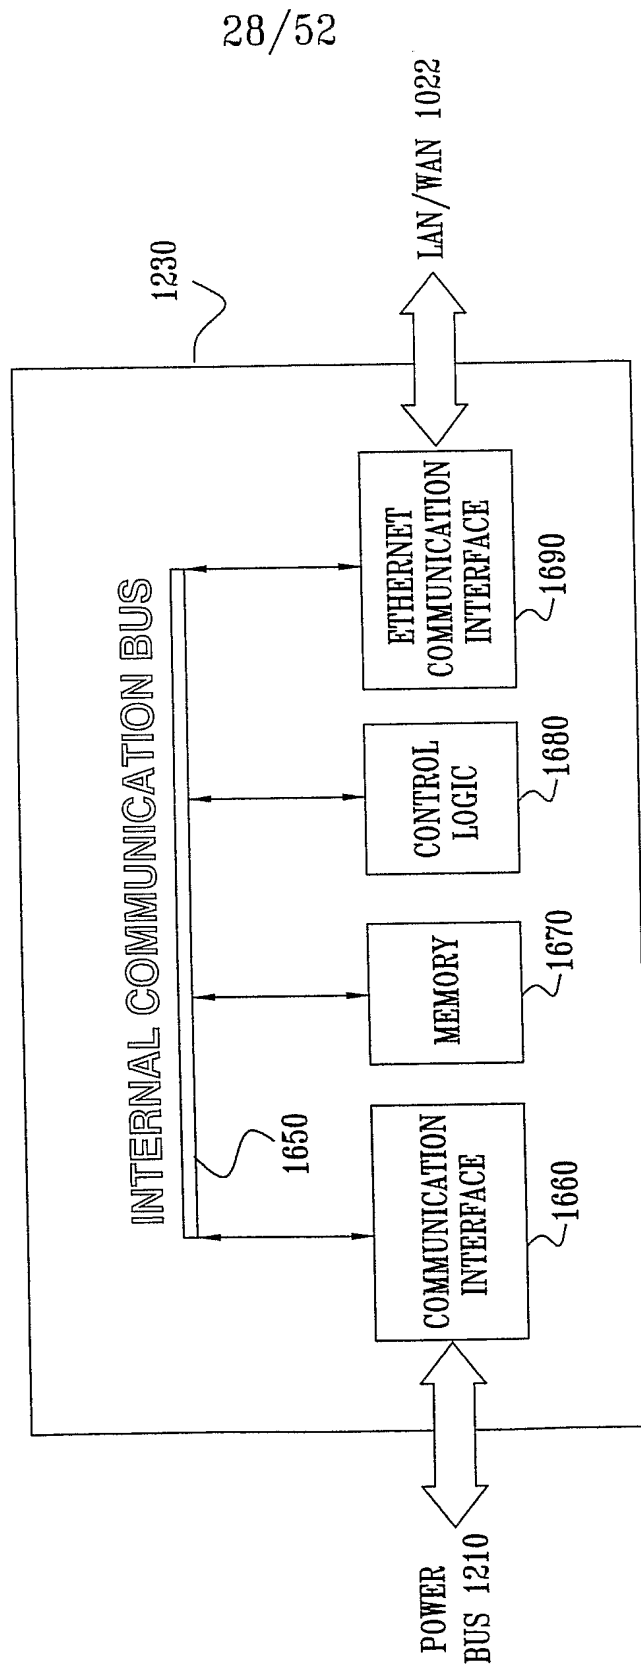 28/52
1230
INTERNAL COMMUNICATION BUS
1650
POWER
BUS 1210
COMMUNICATION
INTERFACE
1660
MEMORY
1670
CONTROL
LOGIC
1680
ETHERNET
COMMUNICATION
INTERFACE
1690
LAN/WAN 1022